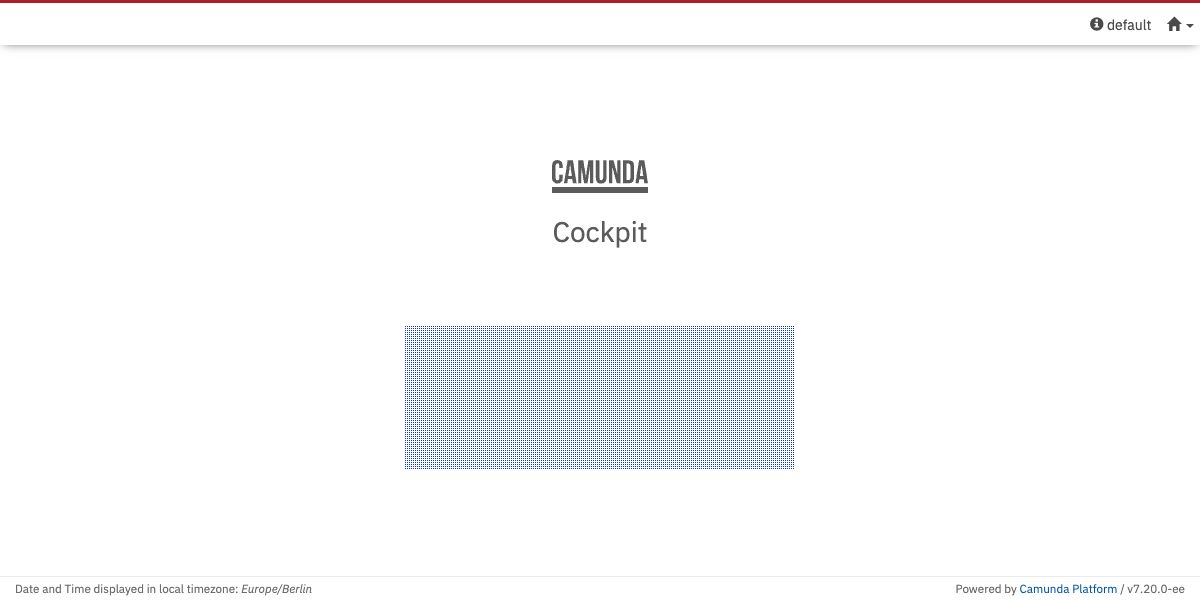 default
CAMUNDA
Cockpit
Date and Time displayed in local timezone: Europe/Berlin
Powered by Camunda Platform / v7.20.0-ee